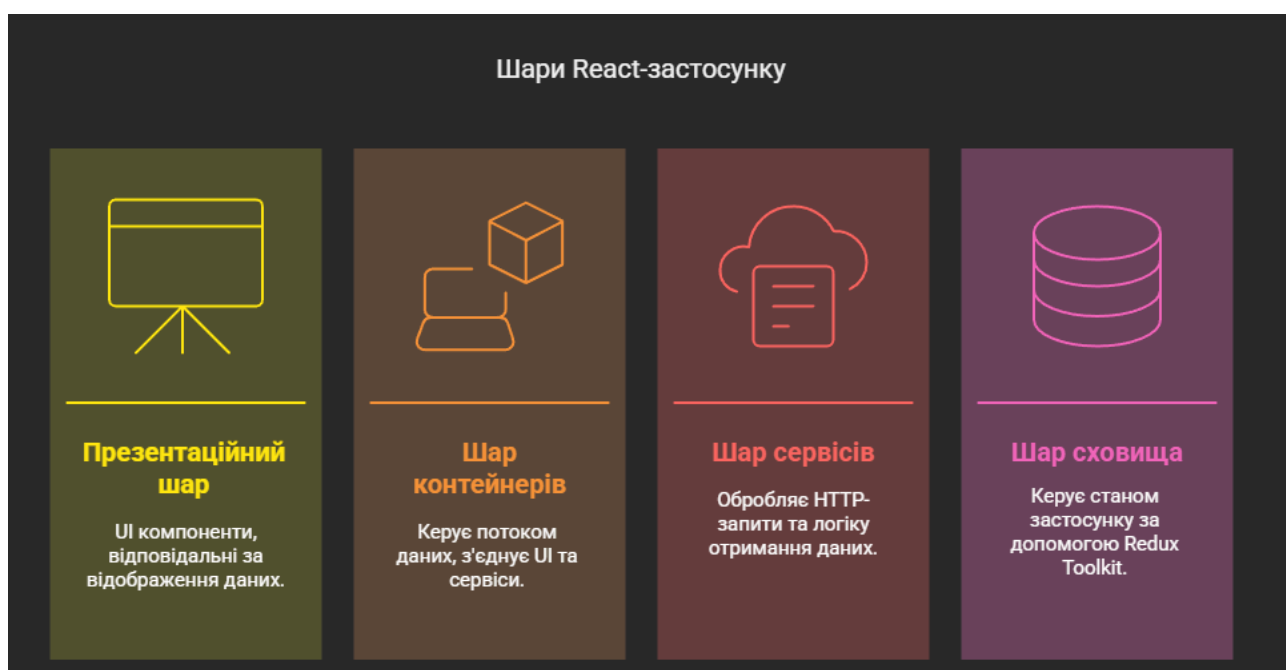 Шари React-застосунку
Презентаційний
шар
UI компоненти,
відповідальні за
відображення даних.
Шар
контейнерів
Керує потоком
даних, з'єднує UI та
сервіси.
Шар сервісів
Обробляє HTTP-
запити та логіку
отримання даних.
Шар сховища
Керує станом
застосунку за
допомогою Redux
Toolkit.